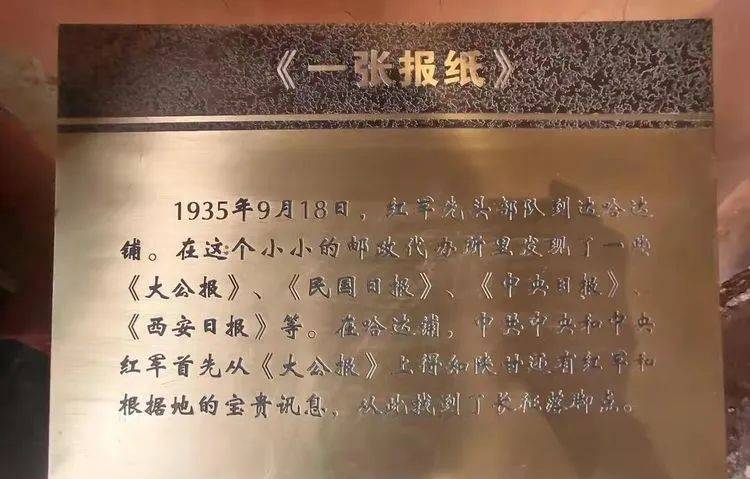 《一张报纸》
1935年9月18日，红军先头部队到达哈达
铺。在这个小小的邮政代办所里发现了一些
《大公报》、《民国日报》、《中央日报》、
《西安日报》等。在哈达铺，中共中央和中央
红军首先从《大公报》上得知陕甘还有红军和
根据地的宝贵讯息，从此找到了长征落脚点。